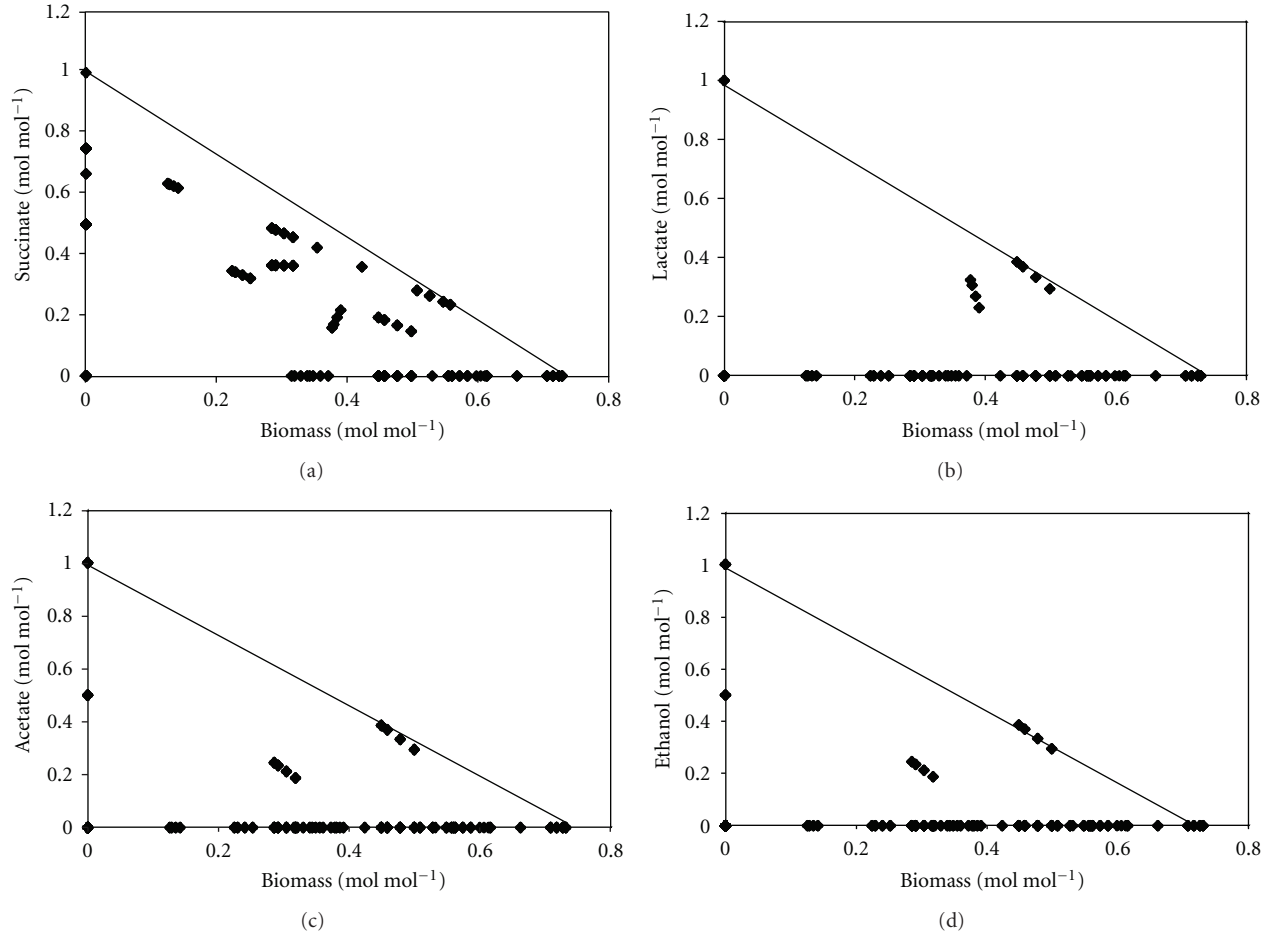 1.2
1
0.8
0.6
0.4
0.2
0
0 0.2 0.4 0.6 0.8
Succinate (mol mol−1)
Biomass (mol mol−1)
(a)
1.2
1
0.8
0.6
0.4
0.2
0
0 0.2 0.4 0.6 0.8
Lactate (mol mol−1)
Biomass (mol mol−1)
(b)
1.2
1
0.8
0.6
0.4
0.2
0
0 0.2 0.4 0.6 0.8
Acetate (mol mol−1)
Biomass (mol mol−1)
(c)
1.2
1
0.8
0.6
0.4
0.2
0
0 0.2 0.4 0.6 0.8
Ethanol (mol mol−1)
Biomass (mol mol−1)
(d)